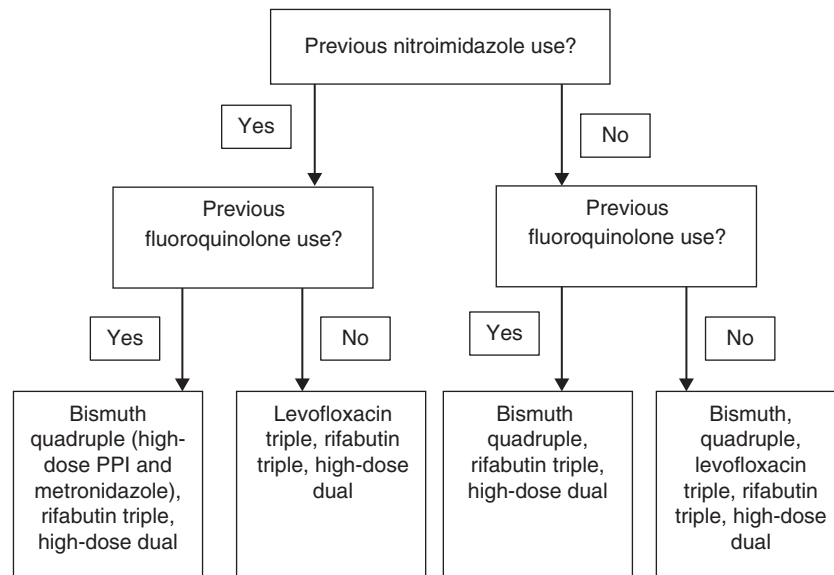 Previous nitroimidazole use?
Yes
No
Previous
fluoroquinolone use?
Previous
fluoroquinolone use?
Yes
No
Yes
No
Bismuth
quadruple (high-
dose PPI and
metronidazole),
rifabutin triple,
high-dose dual
Levofloxacin
triple, rifabutin
triple, high-dose
dual
Bismuth
quadruple,
rifabutin triple,
high-dose dual
Bismuth,
quadruple,
levofloxacin
triple, rifabutin
triple, high-dose
dual